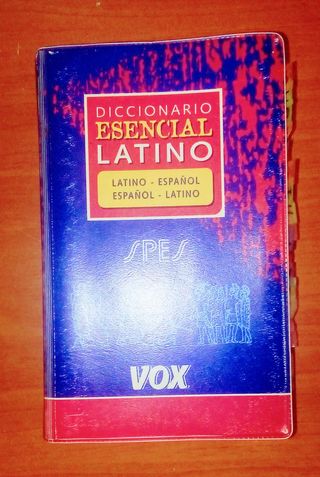 DICCIONARIO
ESENCIAL
LATINO
LATINO - ESPAÑOL
ESPAÑOL - LATINO
SPES
VOX